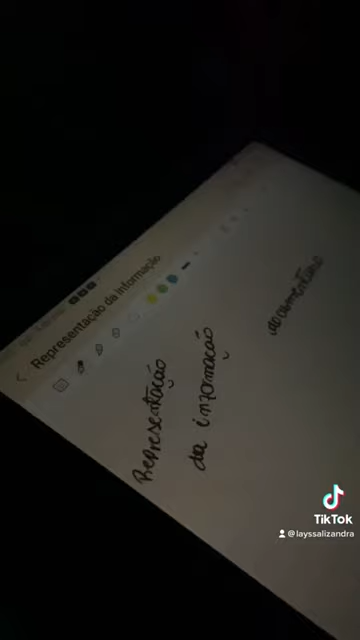 Representação da informação
Representação
da informação
TikTok
@layssalizandra